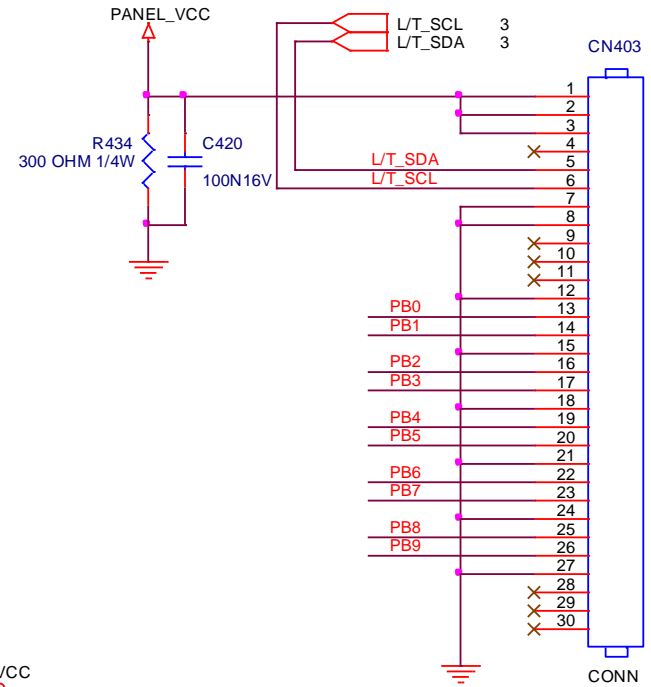 PANEL_VCC
L/T_SCL 3
L/T_SDA 3
CN403
R434
300 OHM 1/4W
C420
100N16V
1
2
3
4
L/T_SDA 5
L/T_SCL 6
7
8
9
10
11
12
PB0 13
PB1 14
15
PB2 16
PB3 17
18
PB4 19
PB5 20
21
PB6 22
PB7 23
24
PB8 25
PB9 26
27
28
29
30
VCC
CONN